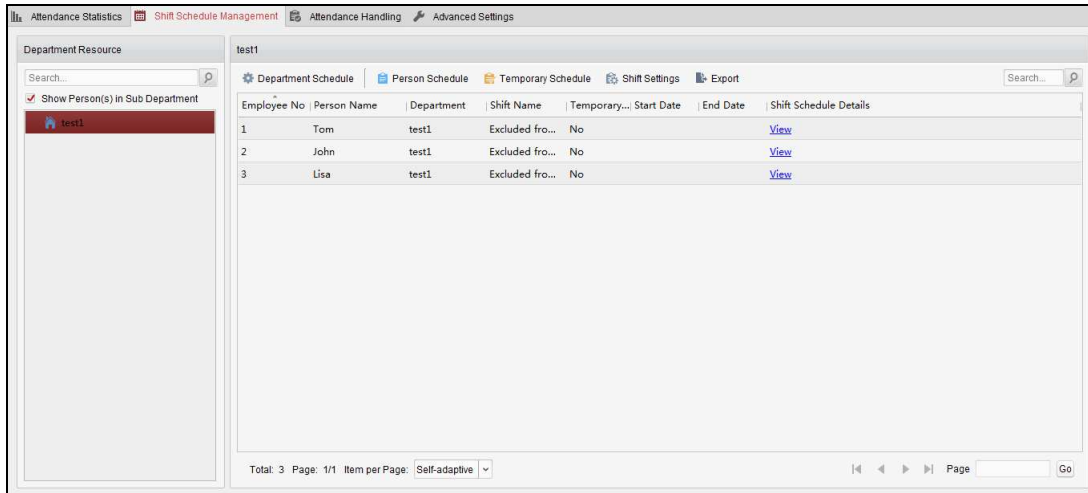 Attendance Statistics Shift Schedule Management Attendance Handling Advanced Settings
Department Resource
test1
Search...
Show Person(s) in Sub Department
test1
Department Schedule Person Schedule Temporary Schedule Shift Settings Export Search...
Employee No Person Name Department Shift Name Temporary... Start Date End Date Shift Schedule Details
1 Tom test1 Excluded fro... No View
2 John test1 Excluded fro... No View
3 Lisa test1 Excluded fro... No View
Total: 3 Page: 1/1 Item per Page: Self-adaptive Page Go